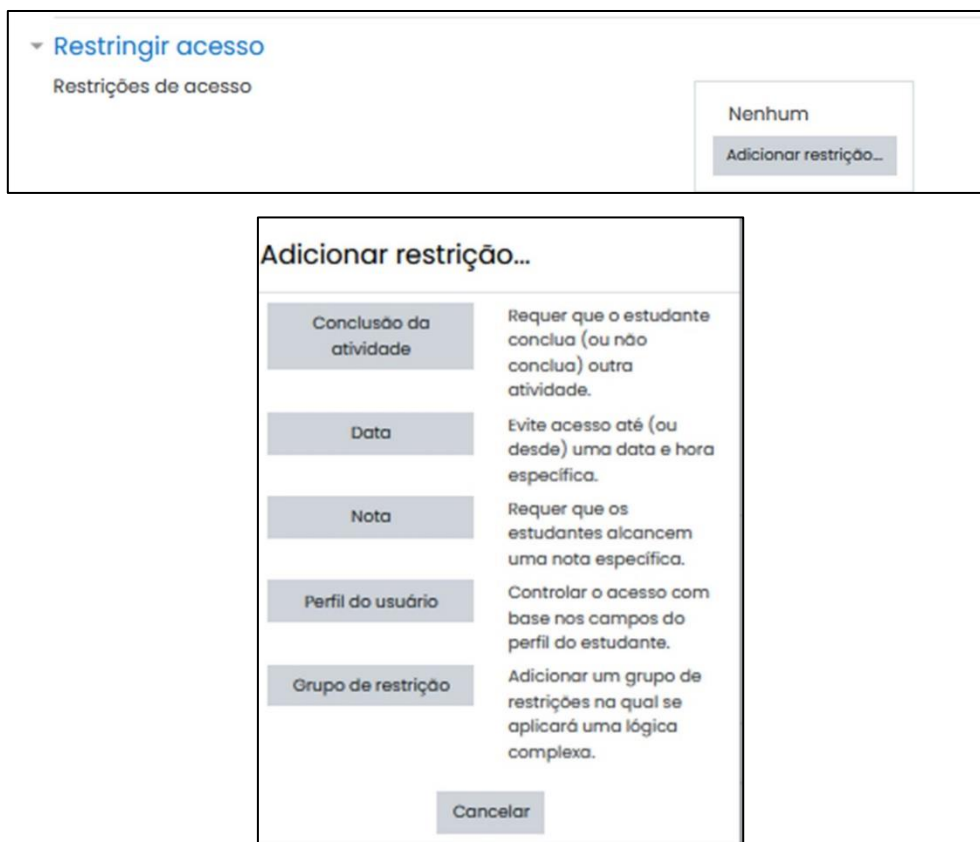 Restringir acesso
Restrições de acesso
Nenhum
Adicionar restrição...
Adicionar restrição...
Conclusão da
atividade
Requer que o estudante
conclua (ou não
conclua) outra
atividade.
Data
Evite acesso até (ou
desde) uma data e hora
específica.
Nota
Requer que os
estudantes alcancem
uma nota específica.
Perfil do usuário
Controlar o acesso com
base nos campos do
perfil do estudante.
Grupo de restrição
Adicionar um grupo de
restrições na qual se
aplicará uma lógica
complexa.
Cancelar